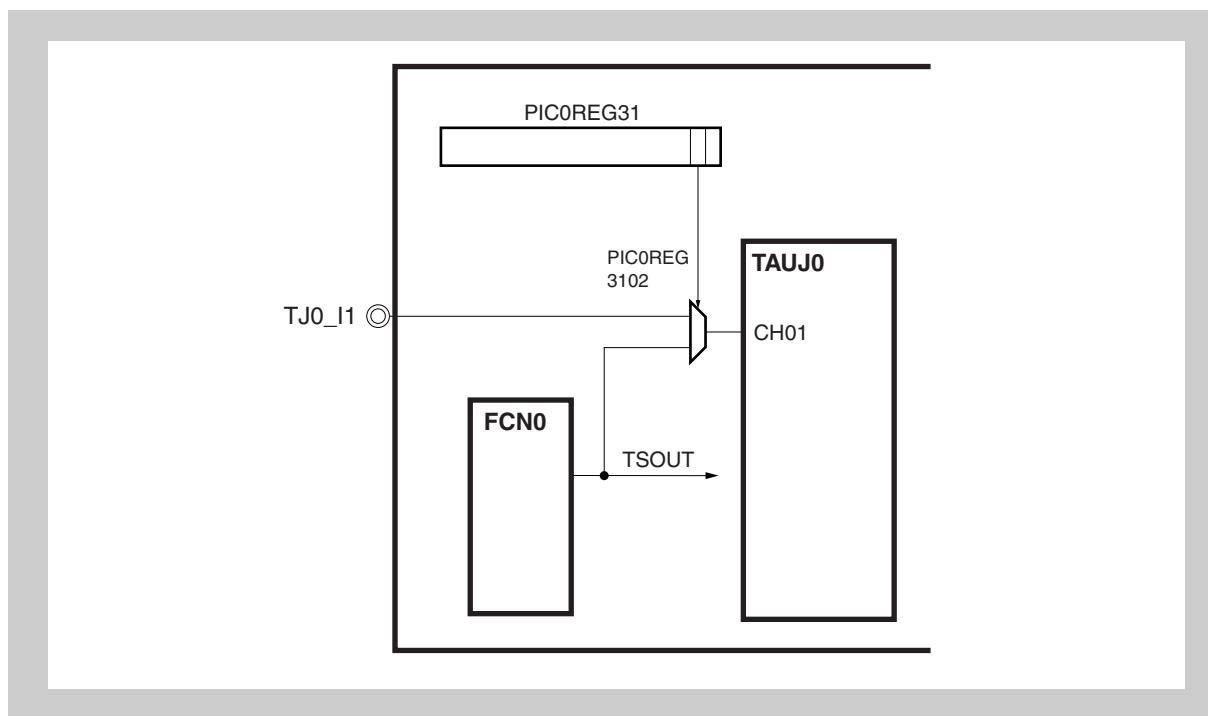 PIC0REG31
PIC0REG
3102
TAUJ0
TJ0_I1
CH01
FCN0
TSOUT